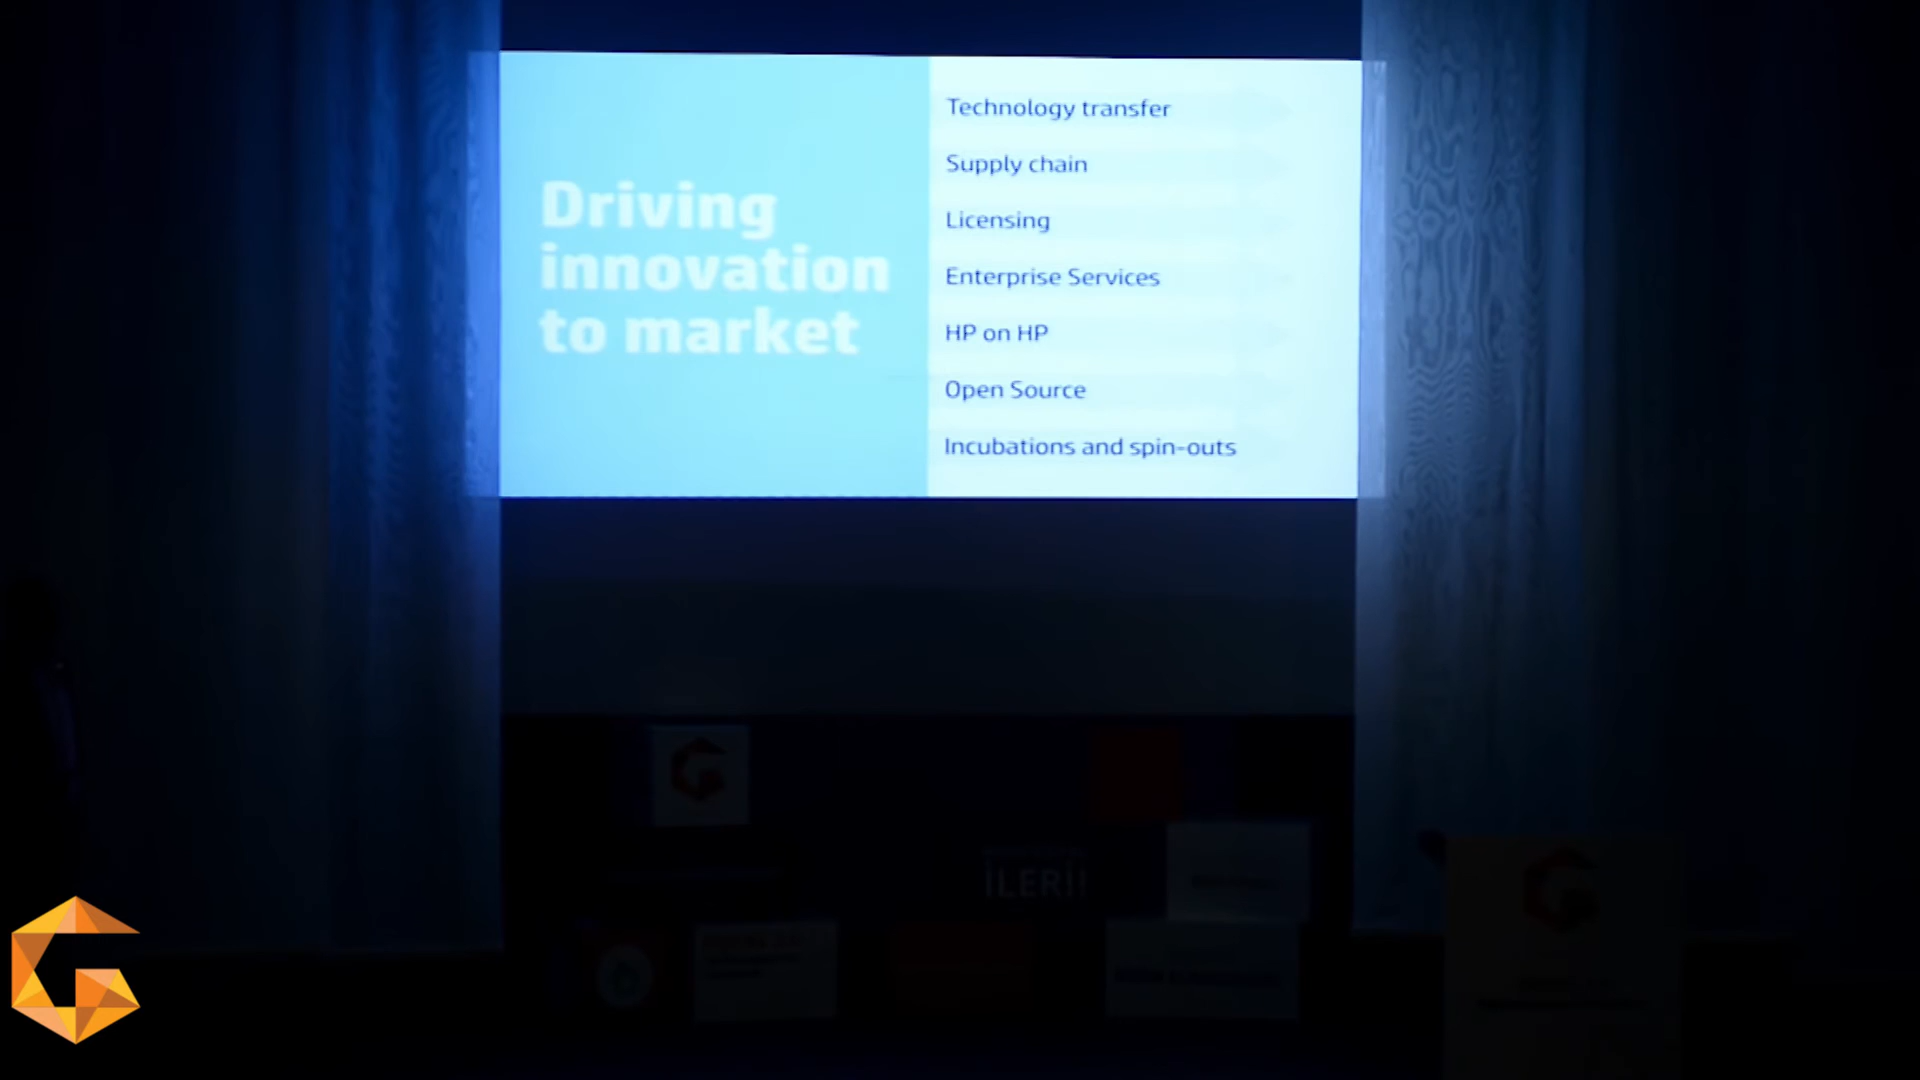 Driving
innovation
to market
Technology transfer
Supply chain
Licensing
Enterprise Services
HP on HP
Open Source
Incubations and spin-outs
İLERİ!